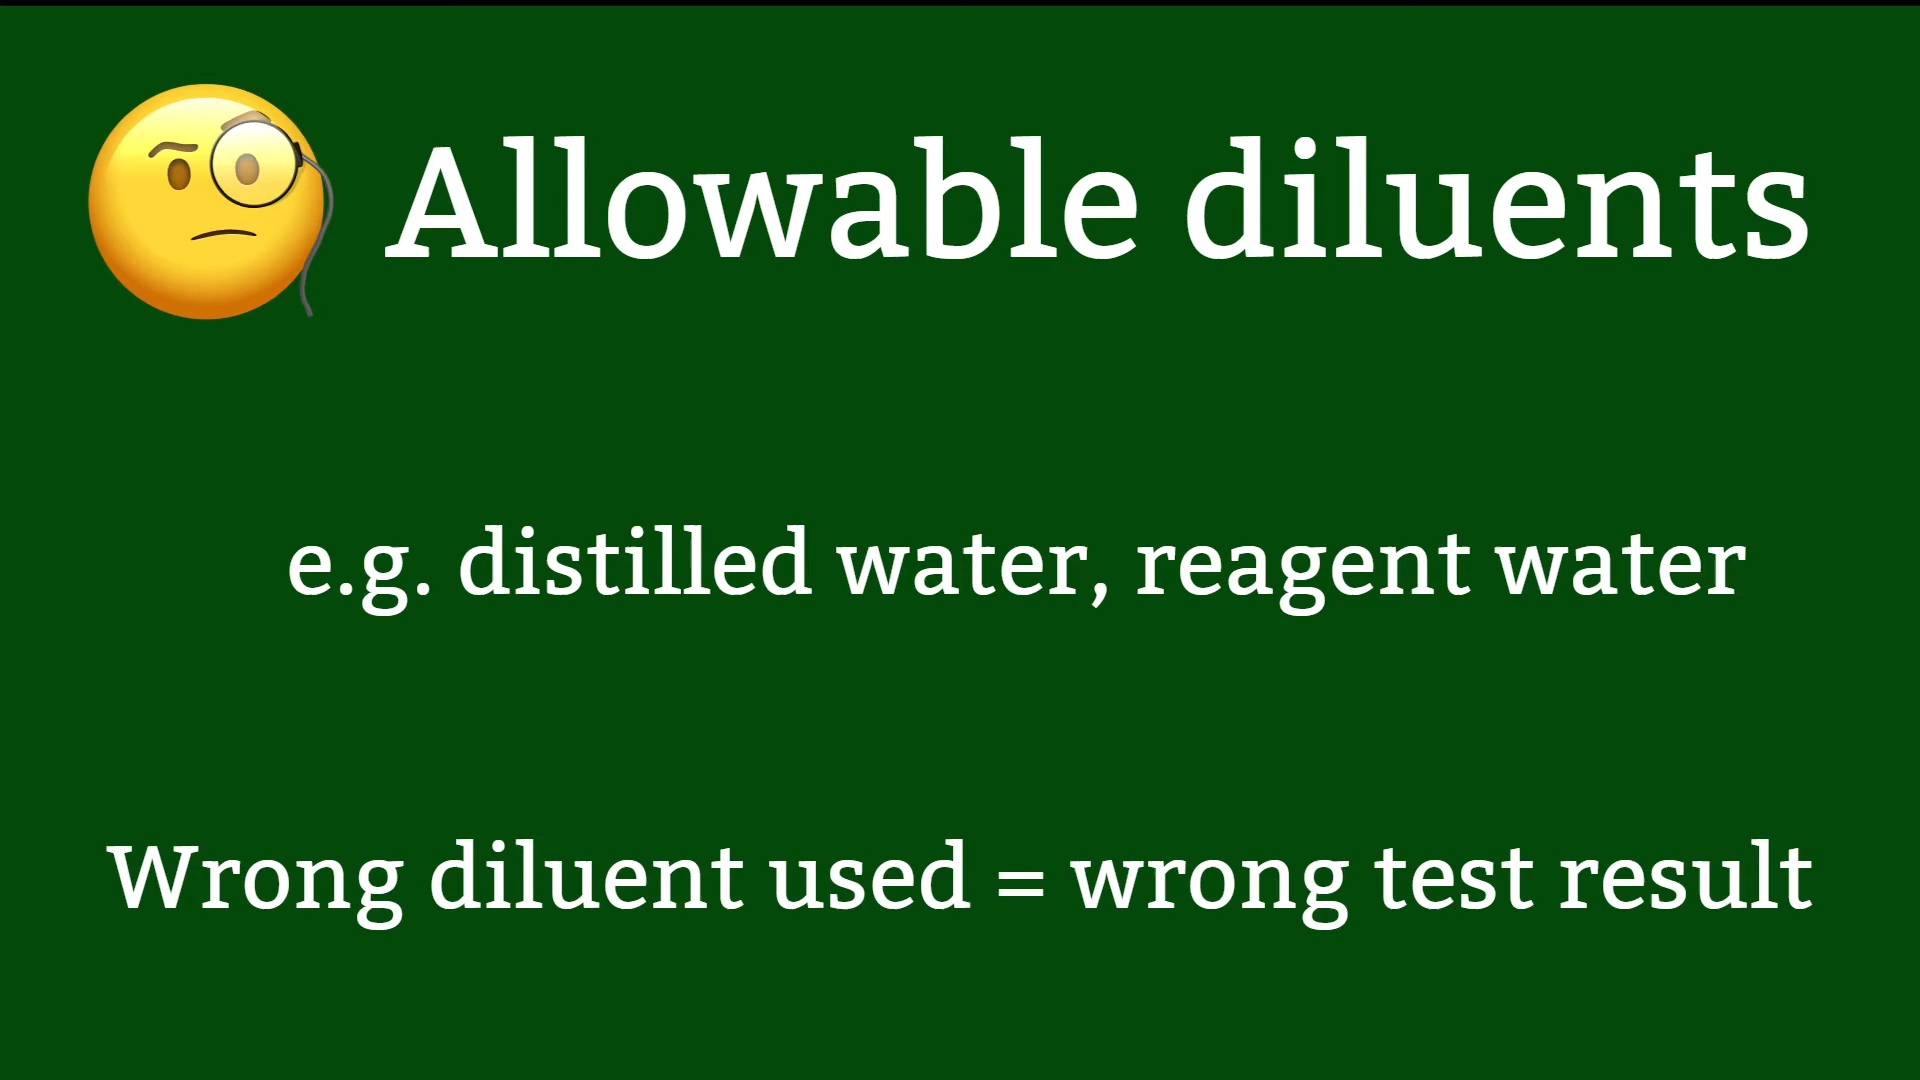 Allowable diluents
e.g. distilled water, reagent water
Wrong diluent used = wrong test result